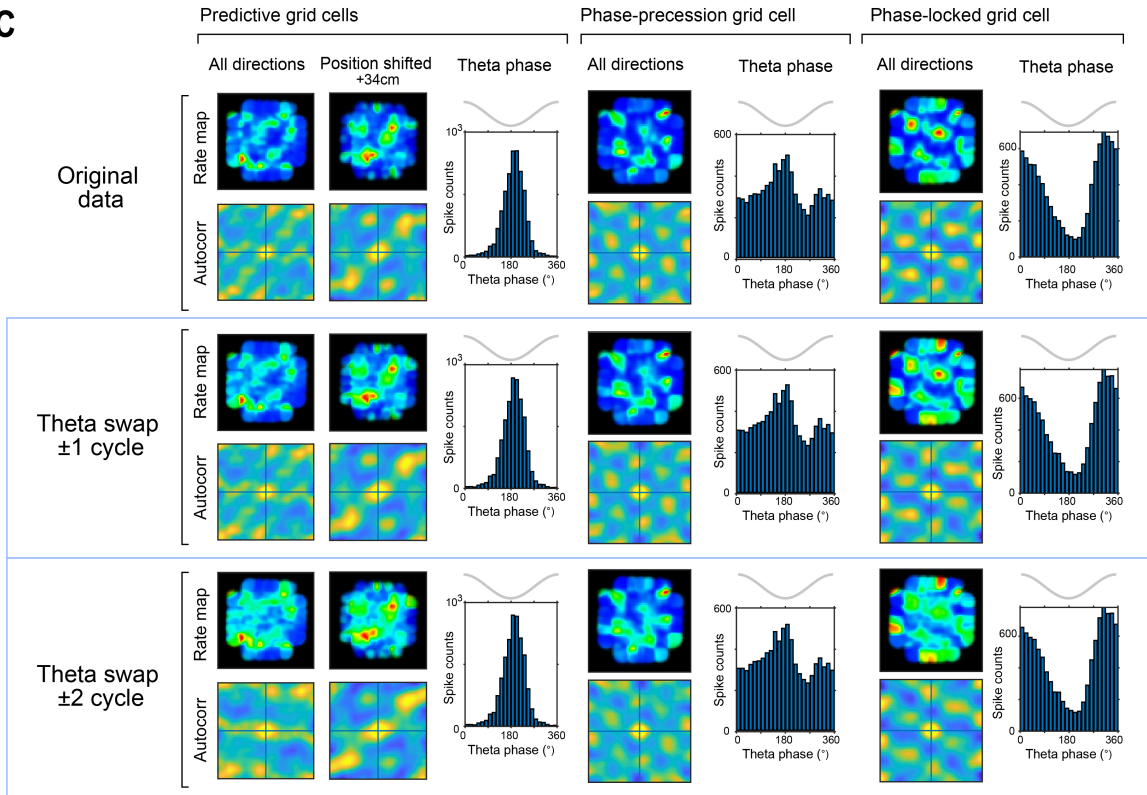 C
Predictive grid cells
Phase-precession grid cell
Phase-locked grid cell
All directions
Position shifted
+34cm
Theta phase
All directions
Theta phase
All directions
Theta phase
Original
data
Rate map
Autocorr
10³
Spike counts
0
0 180 360
Theta phase (°)
600
Spike counts
0
0 180 360
Theta phase (°)
600
Spike counts
0
0 180 360
Theta phase (°)
Theta swap
±1 cycle
Rate map
Autocorr
10³
Spike counts
0
0 180 360
Theta phase (°)
600
Spike counts
0
0 180 360
Theta phase (°)
600
Spike counts
0
0 180 360
Theta phase (°)
Theta swap
±2 cycle
Rate map
Autocorr
10³
Spike counts
0
0 180 360
Theta phase (°)
600
Spike counts
0
0 180 360
Theta phase (°)
600
Spike counts
0
0 180 360
Theta phase (°)